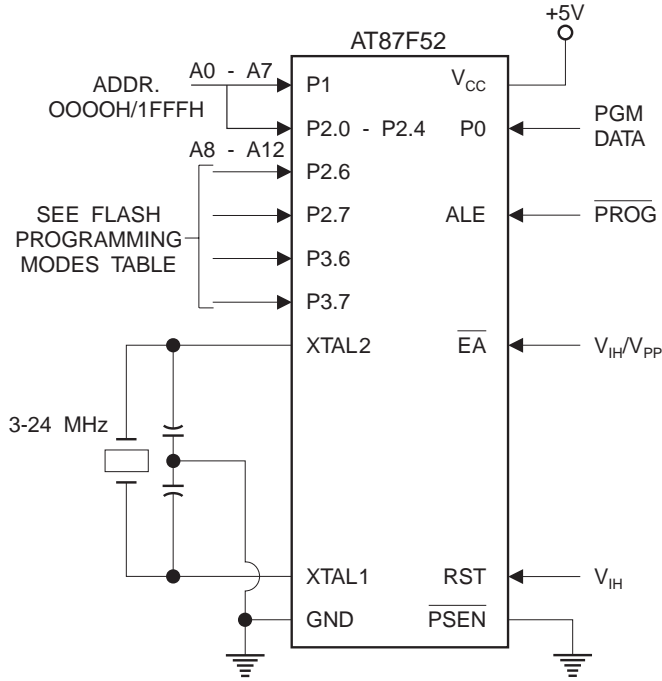 +5V
AT87F52
A0 - A7
ADDR.
OOOOH/1FFFH
P1
VCC
P2.0 - P2.4
P0
PGM
DATA
A8 - A12
P2.6
SEE FLASH
PROGRAMMING
MODES TABLE
P2.7
ALE
PROG
P3.6
P3.7
XTAL2
EA
VIH/VPP
3-24 MHz
XTAL1
RST
VIH
GND
PSEN